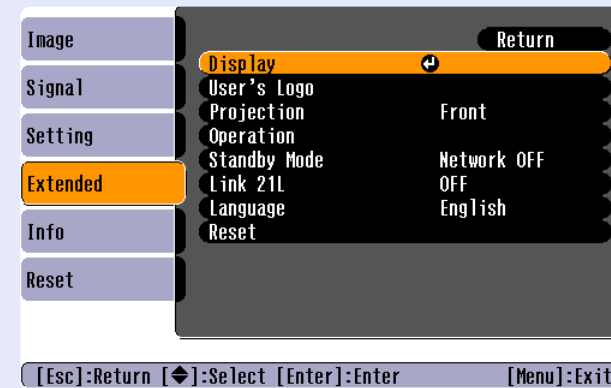 Image
Signal
Setting
Extended
Info
Reset
Return
Display
User's Logo
Projection Front
Operation
Standby Mode Network OFF
Link 21L OFF
Language English
Reset
[Esc]:Return [◆]:Select [Enter]:Enter [Menu]:Exit